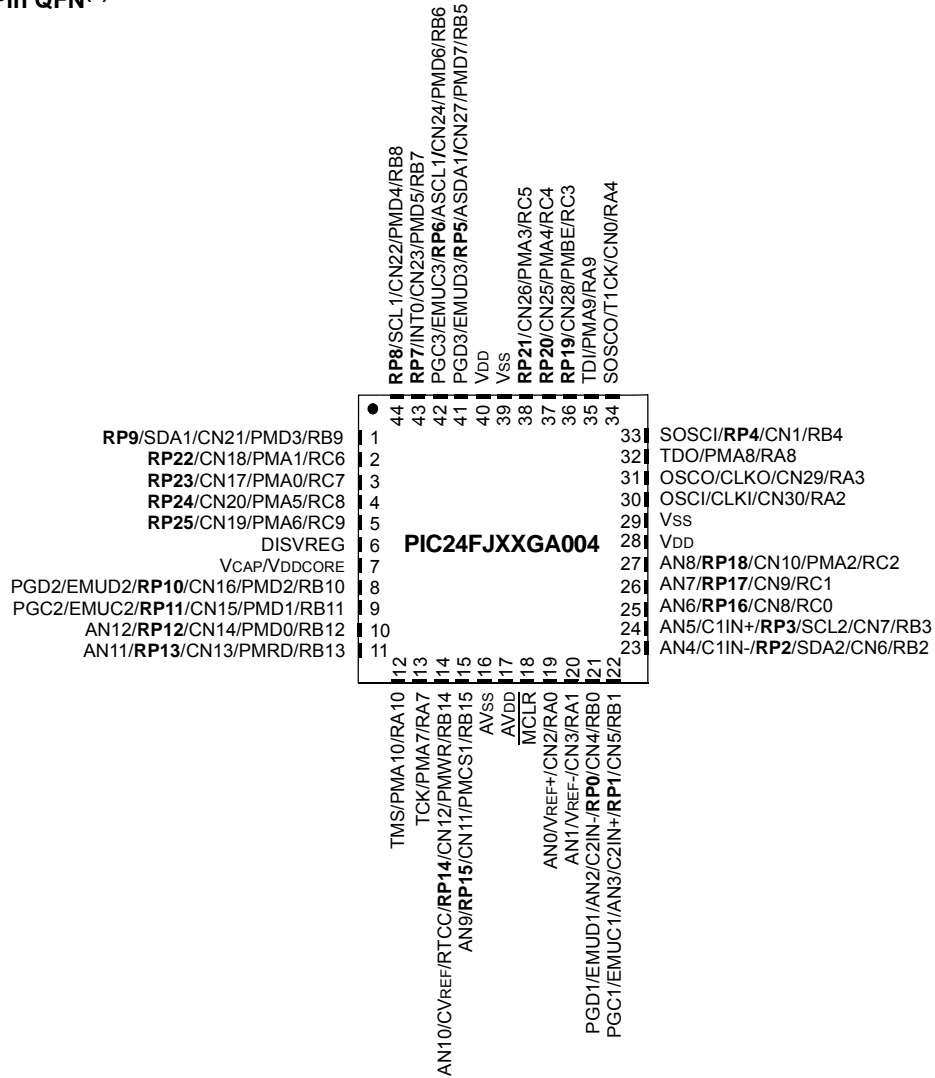 QFN
RP8/SCL1/CN22/PMD4/RB8
RP7/INT0/CN23/PMD5/RB7
PGC3/EMUC3/RP6/ASCL1/CN24/PMD6/RB6
PGD3/EMUD3/RP5/ASDA1/CN27/PMD7/RB5
VDD
VSS
RP21/CN26/PMA3/RC5
RP20/CN25/PMA4/RC4
RP19/CN28/PMBE/RC3
TDI/PMA9/RA9
SOSCO/T1CK/CN0/RA4
44
43
42
41
40
39
38
37
36
35
34
RP9/SDA1/CN21/PMD3/RB9 1
RP22/CN18/PMA1/RC6 2
RP23/CN17/PMA0/RC7 3
RP24/CN20/PMA5/RC8 4
RP25/CN19/PMA6/RC9 5
DISVREG 6
VCAP/VDDCORE 7
PGD2/EMUD2/RP10/CN16/PMD2/RB10 8
PGC2/EMUC2/RP11/CN15/PMD1/RB11 9
AN12/RP12/CN14/PMD0/RB12 10
AN11/RP13/CN13/PMRD/RB13 11
PIC24FJXXGA004
33 SOSCI/RP4/CN1/RB4
32 TDO/PMA8/RA8
31 OSCO/CLKO/CN29/RA3
30 OSCI/CLKI/CN30/RA2
29 VSS
28 VDD
27 AN8/RP18/CN10/PMA2/RC2
26 AN7/RP17/CN9/RC1
25 AN6/RP16/CN8/RC0
24 AN5/C1IN+/RP3/SCL2/CN7/RB3
23 AN4/C1IN-/RP2/SDA2/CN6/RB2
12
13
14
15
16
17
18
19
20
21
22
TMS/PMA10/RA10
TCK/PMA7/RA7
AN10/CVREF/RTCC/RP14/CN12/PMWR/RB14
AN9/RP15/CN11/PMCS1/RB15
AVSS
AVDD
MCLR
AN0/VREF+/CN2/RA0
AN1/VREF-/CN3/RA1
PGD1/EMUD1/AN2/C2IN-/RP0/CN4/RB0
PGC1/EMUC1/AN3/C2IN+/RP1/CN5/RB1